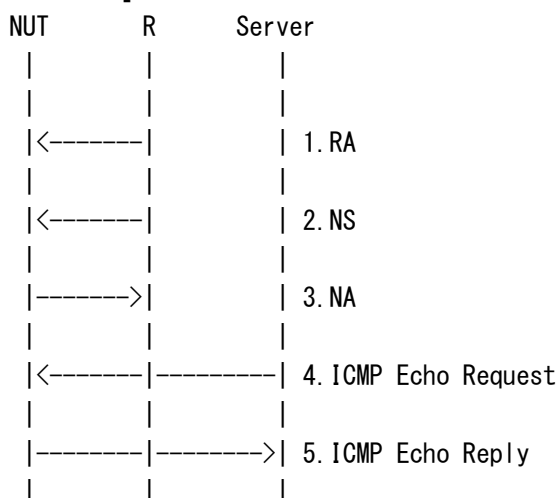 NUT R Server
| | |
| | |
|<-------| | 1.RA
| | |
|<-------| | 2.NS
| | |
|------->| | 3.NA
| | |
|<-------|---------| 4.ICMP Echo Request
| | |
|--------|-------->| 5.ICMP Echo Reply
| | |